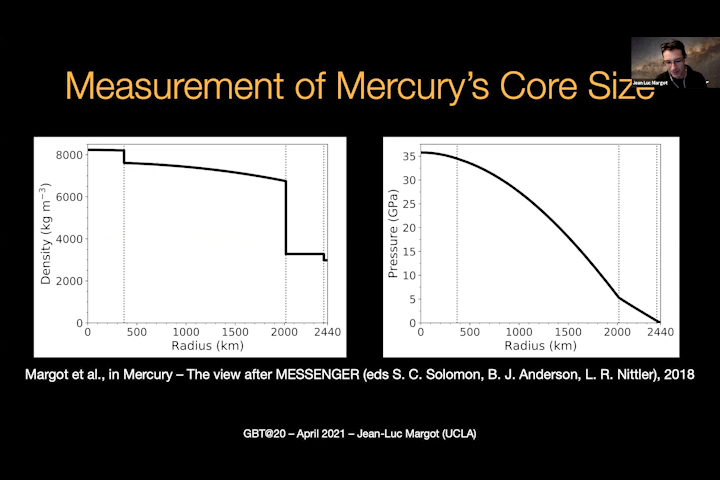 Measurement of Mercury's Core Size
Jean-Luc Margot
8000
6000
4000
2000
0
Density (kg m⁻³)
0 500 1000 1500 2000 2440
Radius (km)
35
30
25
20
15
10
5
0
Pressure (GPa)
0 500 1000 1500 2000 2440
Radius (km)
Margot et al., in Mercury – The view after MESSENGER (eds S. C. Solomon, B. J. Anderson, L. R. Nittler), 2018
GBT@20 – April 2021 – Jean-Luc Margot (UCLA)